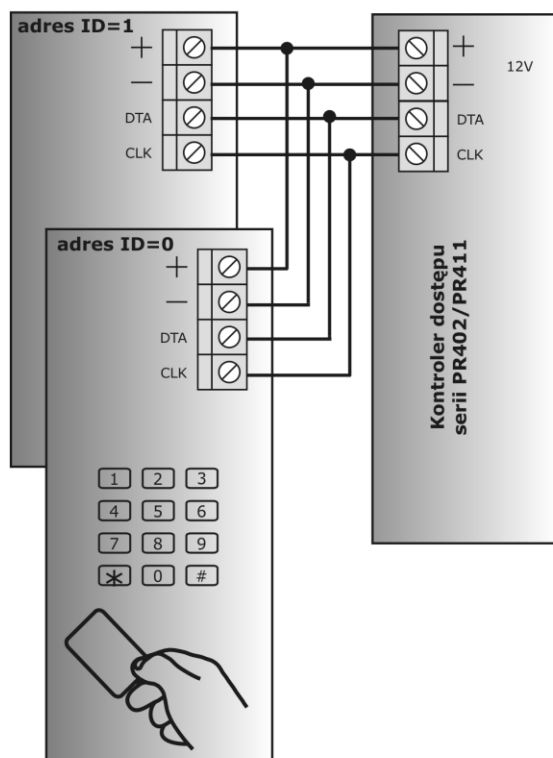 adres ID=1
+
—
DTA
CLK
+
—
DTA
CLK
12V
adres ID=0
+
—
DTA
CLK
Kontroler dostępu
serii PR402/PR411
1 2 3
4 5 6
7 8 9
* 0 #